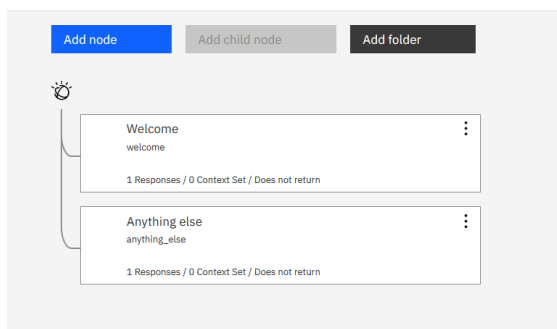 Add node
Add child node
Add folder
Welcome
welcome
1 Responses / 0 Context Set / Does not return
Anything else
anything_else
1 Responses / 0 Context Set / Does not return